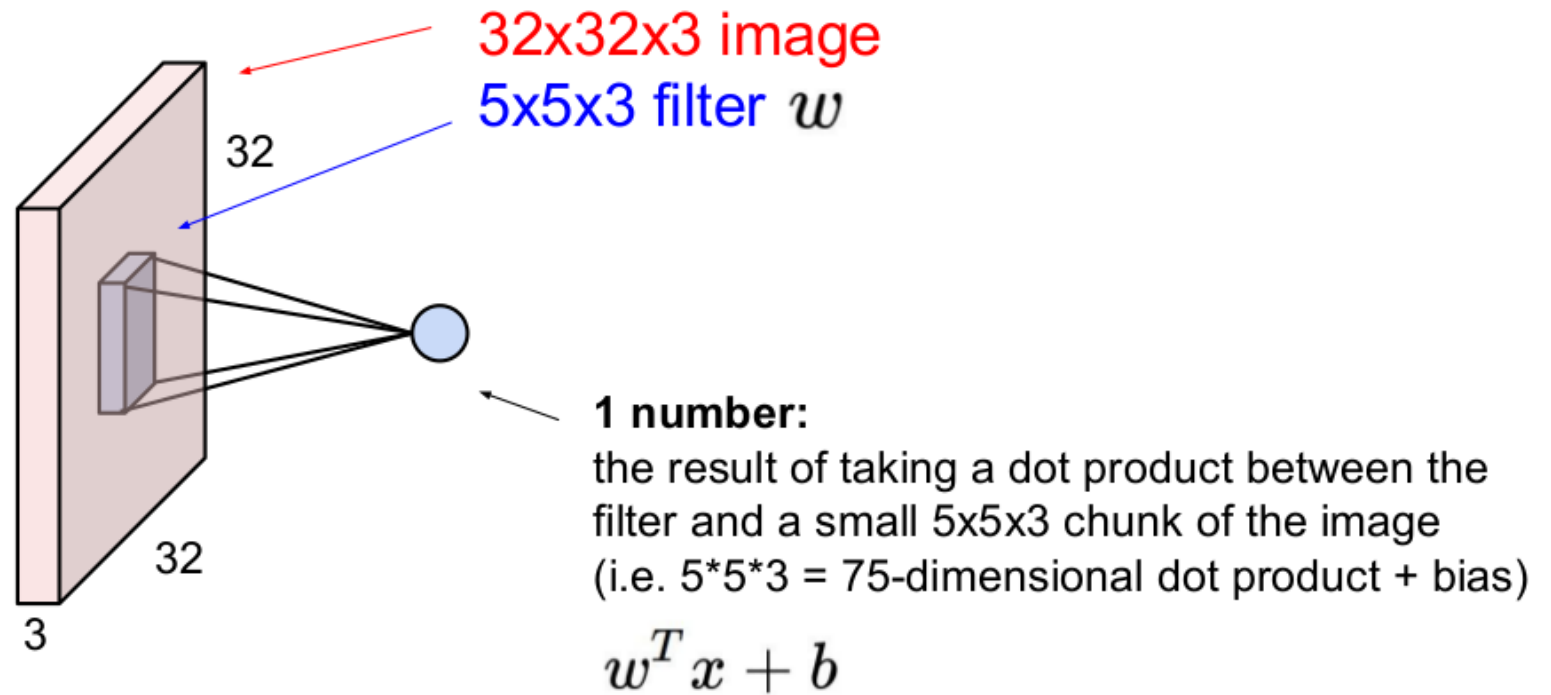 32x32x3 image
5x5x3 filter w
32
32
3
1 number:
the result of taking a dot product between the
filter and a small 5x5x3 chunk of the image
(i.e. 5*5*3 = 75-dimensional dot product + bias)
w^T x + b